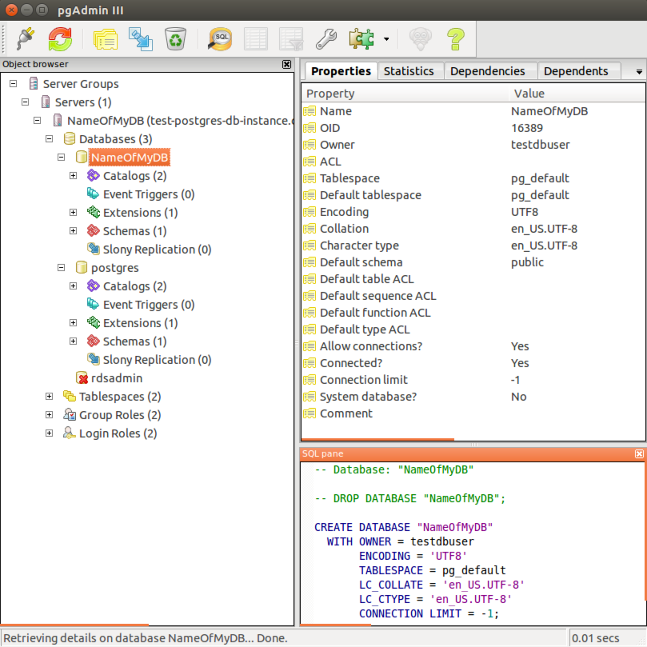 pgAdmin III
SQL
Object browser
Server Groups
Servers (1)
NameOfMyDB (test-postgres-db-instance.c
Databases (3)
NameOfMyDB
Catalogs (2)
Event Triggers (0)
Extensions (1)
Schemas (1)
Slony Replication (0)
postgres
Catalogs (2)
Event Triggers (0)
Extensions (1)
Schemas (1)
Slony Replication (0)
rdsadmin
Tablespaces (2)
Group Roles (2)
Login Roles (2)
Properties Statistics Dependencies Dependents
Property Value
Name NameOfMyDB
OID 16389
Owner testdbuser
ACL
Tablespace pg_default
Default tablespace pg_default
Encoding UTF8
Collation en_US.UTF-8
Character type en_US.UTF-8
Default schema public
Default table ACL
Default sequence ACL
Default function ACL
Default type ACL
Allow connections? Yes
Connected? Yes
Connection limit -1
System database? No
Comment
SQL pane
-- Database: "NameOfMyDB"
-- DROP DATABASE "NameOfMyDB";
CREATE DATABASE "NameOfMyDB"
WITH OWNER = testdbuser
ENCODING = 'UTF8'
TABLESPACE = pg_default
LC_COLLATE = 'en_US.UTF-8'
LC_CTYPE = 'en_US.UTF-8'
CONNECTION LIMIT = -1;
Retrieving details on database NameOfMyDB... Done. 0.01 secs